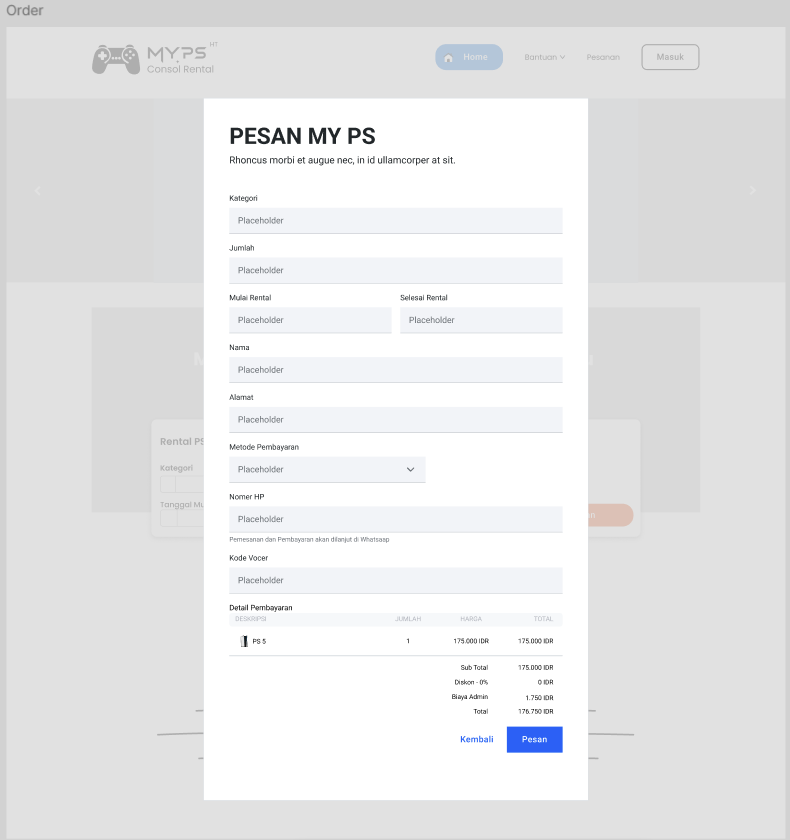 Order
MY.PS HT
Consol Rental
Home
Bantuan
Pesanan
Masuk
PESAN MY PS
Rhoncus morbi et augue nec, in id ullamcorper at sit.
Kategori
Placeholder
Jumlah
Placeholder
Mulai Rental Selesai Rental
Placeholder Placeholder
Nama
Placeholder
Alamat
Placeholder
Rental PS
Metode Pembayaran
Kategori
Placeholder
Nomer HP
Tanggal Mu
Placeholder
Pemesanan dan Pembayaran akan dilanjut di Whatsaap
Kode Vocer
Placeholder
Detail Pembayaran
DESKRIPSI JUMLAH HARGA TOTAL
PS 5 1 175.000 IDR 175.000 IDR
Sub Total 175.000 IDR
Diskon - 0% 0 IDR
Biaya Admin 1.750 IDR
Total 176.750 IDR
Kembali Pesan